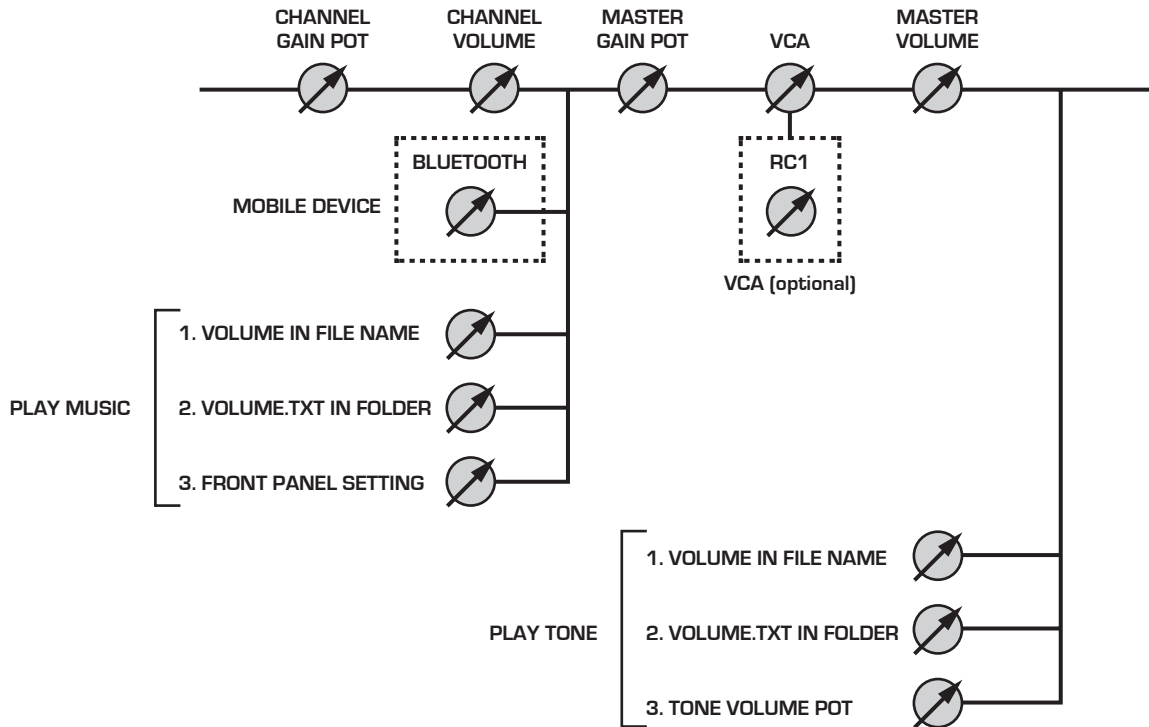 CHANNEL
GAIN POT
CHANNEL
VOLUME
MASTER
GAIN POT
VCA
MASTER
VOLUME
BLUETOOTH
MOBILE DEVICE
RC1
VCA (optional)
PLAY MUSIC
1. VOLUME IN FILE NAME
2. VOLUME.TXT IN FOLDER
3. FRONT PANEL SETTING
PLAY TONE
1. VOLUME IN FILE NAME
2. VOLUME.TXT IN FOLDER
3. TONE VOLUME POT